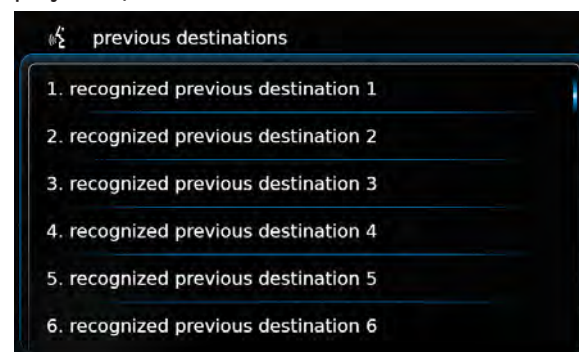 previous destinations
1. recognized previous destination 1
2. recognized previous destination 2
3. recognized previous destination 3
4. recognized previous destination 4
5. recognized previous destination 5
6. recognized previous destination 6